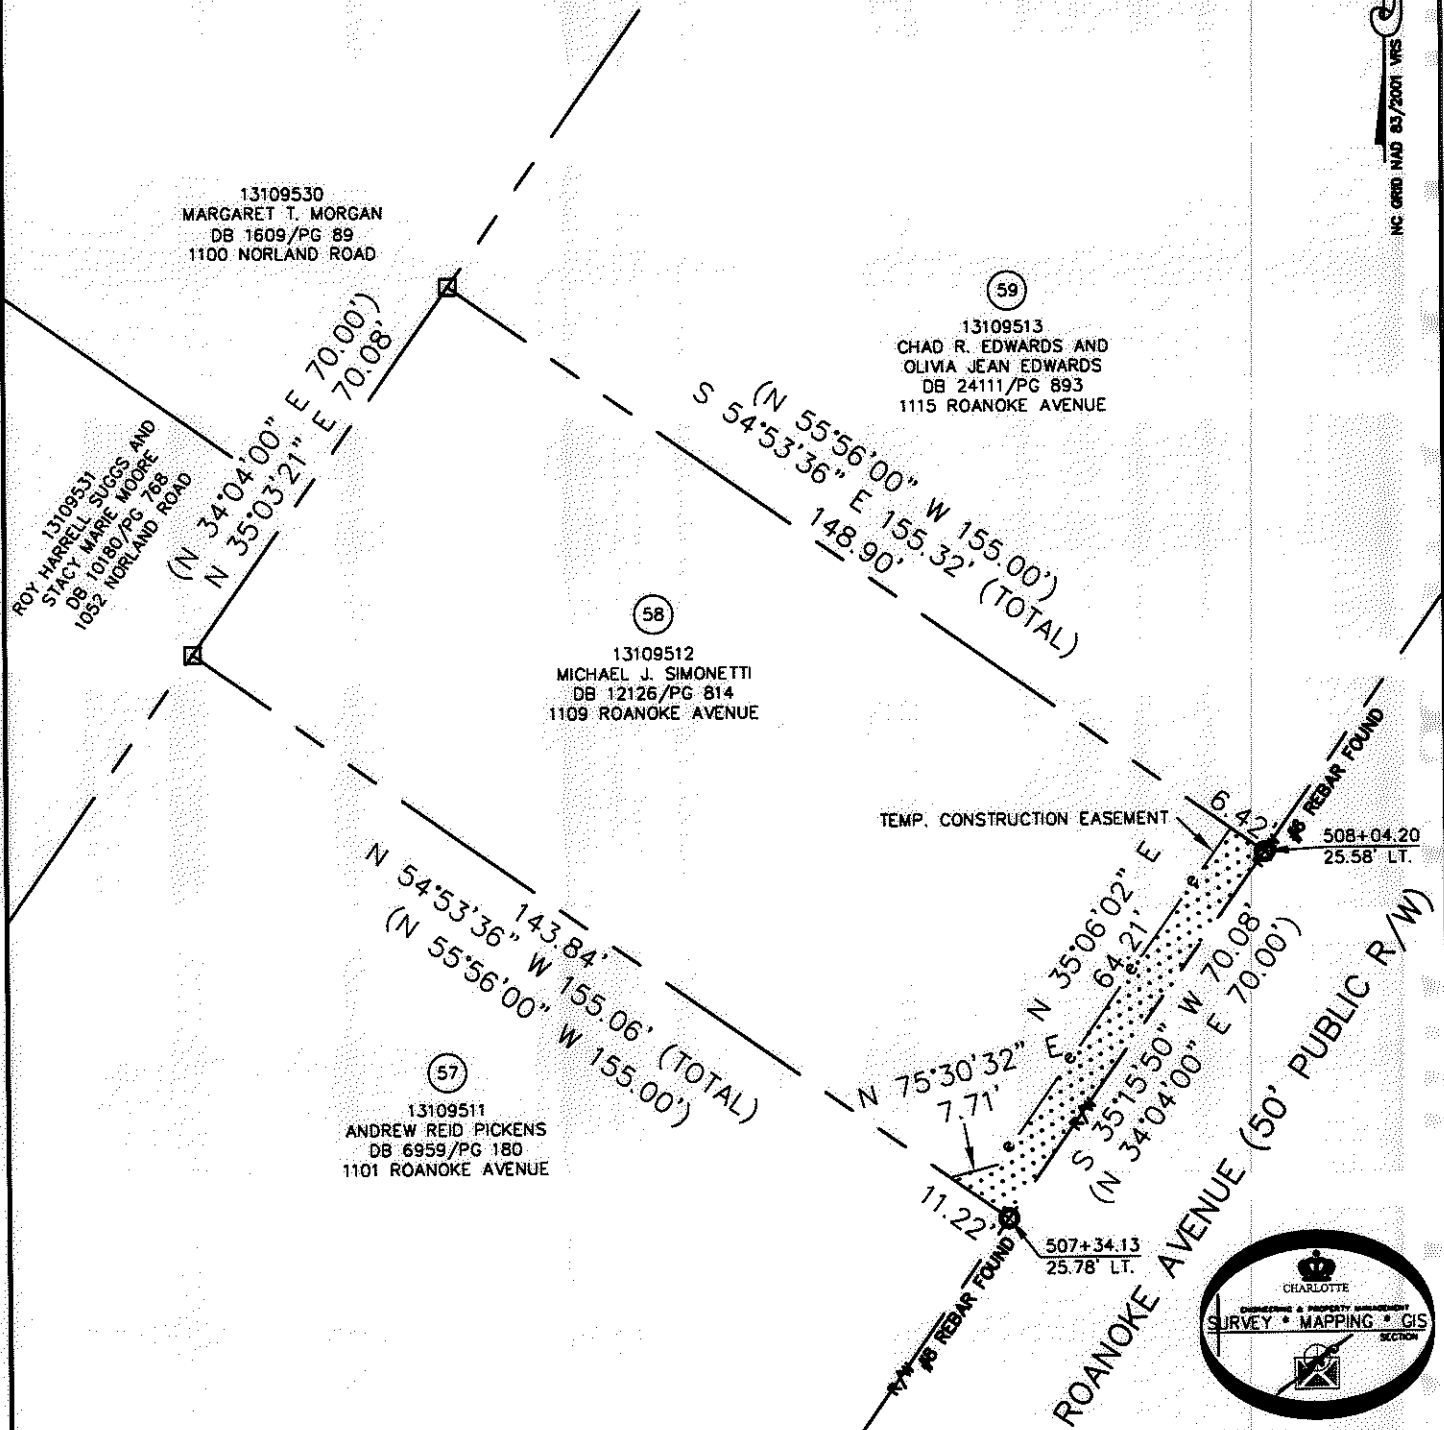 NC GRID NAD 83/2001 VRS
13109530
MARGARET T. MORGAN
DB 1609/PG 89
1100 NORLAND ROAD
59
13109513
CHAD R. EDWARDS AND
OLIVIA JEAN EDWARDS
DB 24111/PG 893
1115 ROANOKE AVENUE
(N 34°04'00" E 70.00')
N 35°03'21" E 70.08'
13109531
ROY HARRELL SUGGS AND
STACY MARIE MOORE
DB 10180/PG 768
1052 NORLAND ROAD
(N 55°56'00" W 155.00')
S 54°53'36" E 155.32' (TOTAL)
148.90'
58
13109512
MICHAEL J. SIMONETTI
DB 12126/PG 814
1109 ROANOKE AVENUE
TEMP. CONSTRUCTION EASEMENT
6.42'
#6 REBAR FOUND
508+04.20
25.58' LT.
143.84'
N 54°53'36" W 155.06' (TOTAL)
(N 55°56'00" W 155.00')
N 35°06'02" E
64.21'
e
e
e
e
R/W
S 35°15'50" W 70.08'
(N 34°04'00" E 70.00')
N 75°30'32" E
7.71'
57
13109511
ANDREW REID PICKENS
DB 6959/PG 180
1101 ROANOKE AVENUE
11.22'
507+34.13
25.78' LT.
R/W
#6 REBAR FOUND
ROANOKE AVENUE (50' PUBLIC R/W)
CHARLOTTE
ENGINEERING & PROPERTY MANAGEMENT
SURVEY * MAPPING * GIS
SECTION